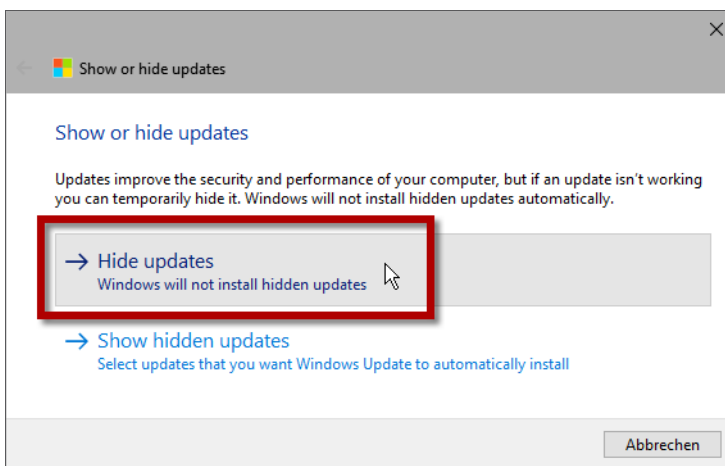 Show or hide updates
Show or hide updates
Updates improve the security and performance of your computer, but if an update isn't working
you can temporarily hide it. Windows will not install hidden updates automatically.
Hide updates
Windows will not install hidden updates
Show hidden updates
Select updates that you want Windows Update to automatically install
Abbrechen